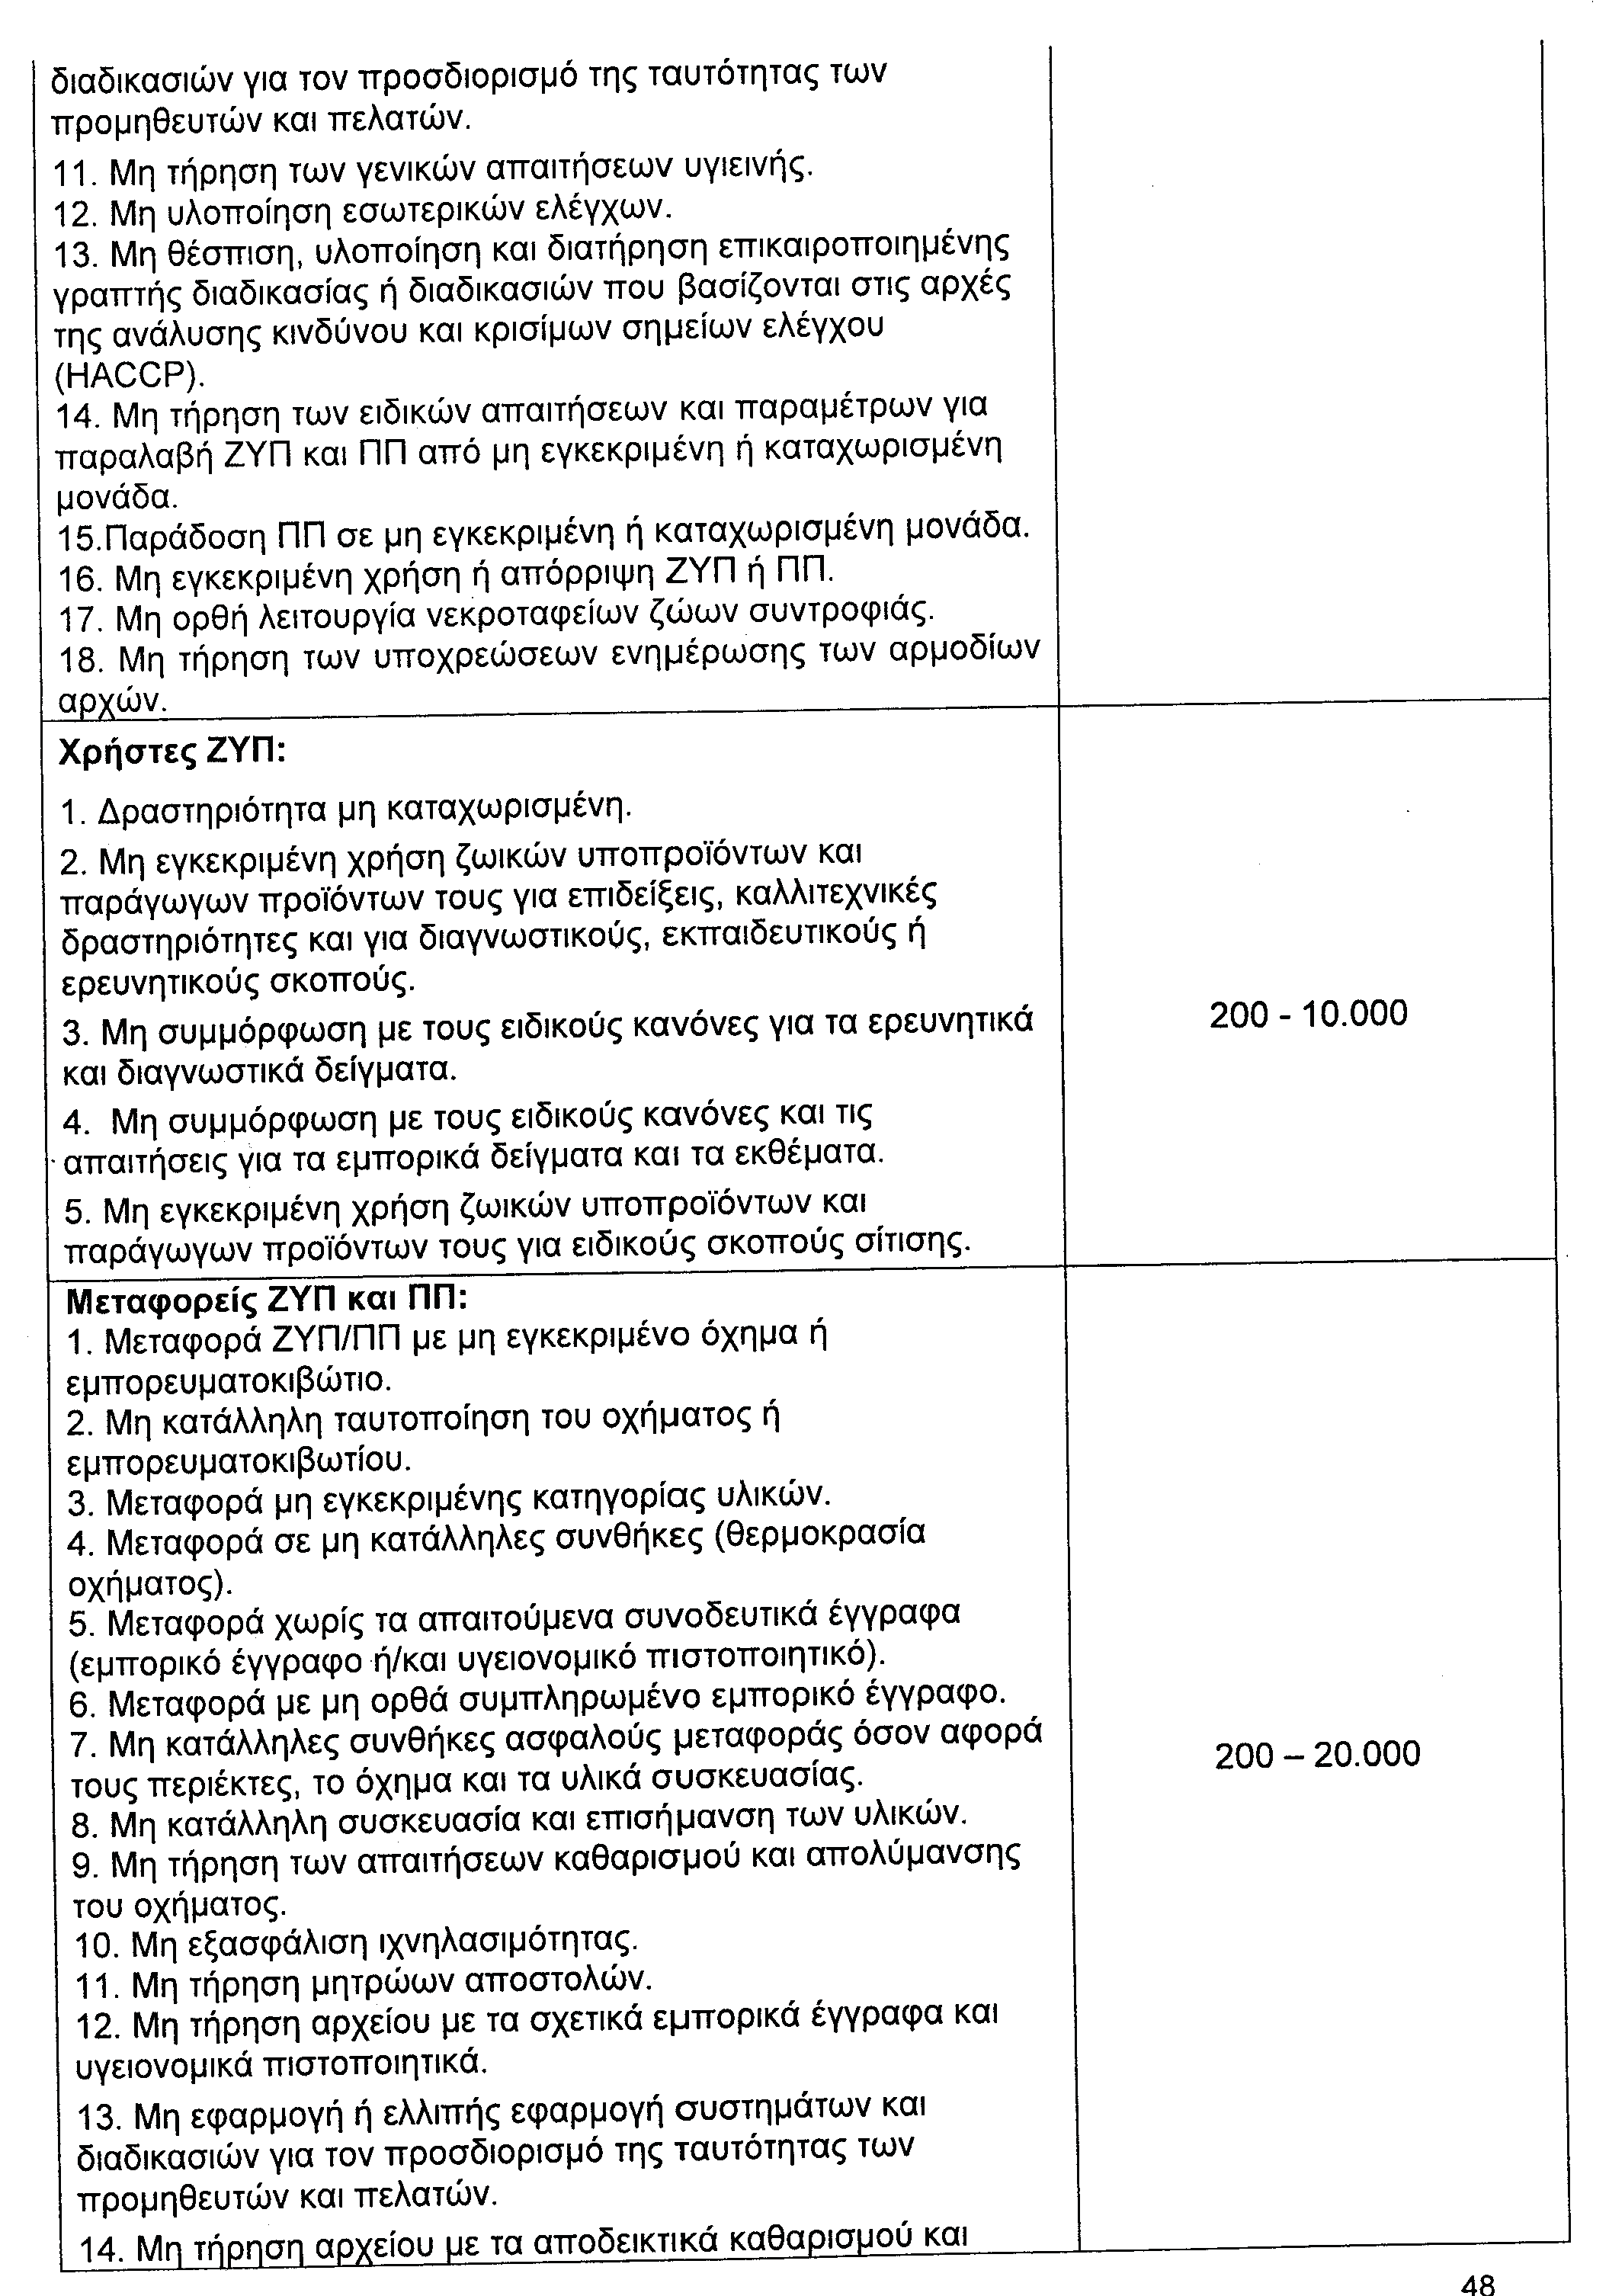 διαδικασιών για τον προσδιορισμό της ταυτότητας των
προμηθευτών και πελατών.
11. Μη τήρηση των γενικών απαιτήσεων υγιεινής.
12. Μη υλοποίηση εσωτερικών ελέγχων.
13. Μη θέσπιση, υλοποίηση και διατήρηση επικαιροποιημένης
γραπτής διαδικασίας ή διαδικασιών που βασίζονται στις αρχές
της ανάλυσης κινδύνου και κρισίμων σημείων ελέγχου
(HACCP).
14. Μη τήρηση των ειδικών απαιτήσεων και παραμέτρων για
παραλαβή ΖΥΠ και ΠΠ από μη εγκεκριμένη ή καταχωρισμένη
μονάδα.
15.Παράδοση ΠΠ σε μη εγκεκριμένη ή καταχωρισμένη μονάδα.
16. Μη εγκεκριμένη χρήση ή απόρριψη ΖΥΠ ή ΠΠ.
17. Μη ορθή λειτουργία νεκροταφείων ζώων συντροφιάς.
18. Μη τήρηση των υποχρεώσεων ενημέρωσης των αρμοδίων
αρχών.
Χρήστες ΖΥΠ:
1. Δραστηριότητα μη καταχωρισμένη.
2. Μη εγκεκριμένη χρήση ζωικών υποπροϊόντων και
παράγωγων προϊόντων τους για επιδείξεις, καλλιτεχνικές
δραστηριότητες και για διαγνωστικούς, εκπαιδευτικούς ή
ερευνητικούς σκοπούς.
3. Μη συμμόρφωση με τους ειδικούς κανόνες για τα ερευνητικά
και διαγνωστικά δείγματα.
4. Μη συμμόρφωση με τους ειδικούς κανόνες και τις
απαιτήσεις για τα εμπορικά δείγματα και τα εκθέματα.
5. Μη εγκεκριμένη χρήση ζωικών υποπροϊόντων και
παράγωγων προϊόντων τους για ειδικούς σκοπούς σίτισης.
200 - 10.000
Μεταφορείς ΖΥΠ και ΠΠ:
1. Μεταφορά ΖΥΠ/ΠΠ με μη εγκεκριμένο όχημα ή
εμπορευματοκιβώτιο.
2. Μη κατάλληλη ταυτοποίηση του οχήματος ή
εμπορευματοκιβωτίου.
3. Μεταφορά μη εγκεκριμένης κατηγορίας υλικών.
4. Μεταφορά σε μη κατάλληλες συνθήκες (θερμοκρασία
οχήματος).
5. Μεταφορά χωρίς τα απαιτούμενα συνοδευτικά έγγραφα
(εμπορικό έγγραφο ή/και υγειονομικό πιστοποιητικό).
6. Μεταφορά με μη ορθά συμπληρωμένο εμπορικό έγγραφο.
7. Μη κατάλληλες συνθήκες ασφαλούς μεταφοράς όσον αφορά
τους περιέκτες, το όχημα και τα υλικά συσκευασίας.
8. Μη κατάλληλη συσκευασία και επισήμανση των υλικών.
9. Μη τήρηση των απαιτήσεων καθαρισμού και απολύμανσης
του οχήματος.
10. Μη εξασφάλιση ιχνηλασιμότητας.
11. Μη τήρηση μητρώων αποστολών.
12. Μη τήρηση αρχείου με τα σχετικά εμπορικά έγγραφα και
υγειονομικά πιστοποιητικά.
13. Μη εφαρμογή ή ελλιπής εφαρμογή συστημάτων και
διαδικασιών για τον προσδιορισμό της ταυτότητας των
προμηθευτών και πελατών.
14. Μη τήρηση αρχείου με τα αποδεικτικά καθαρισμού και
200 – 20.000
48